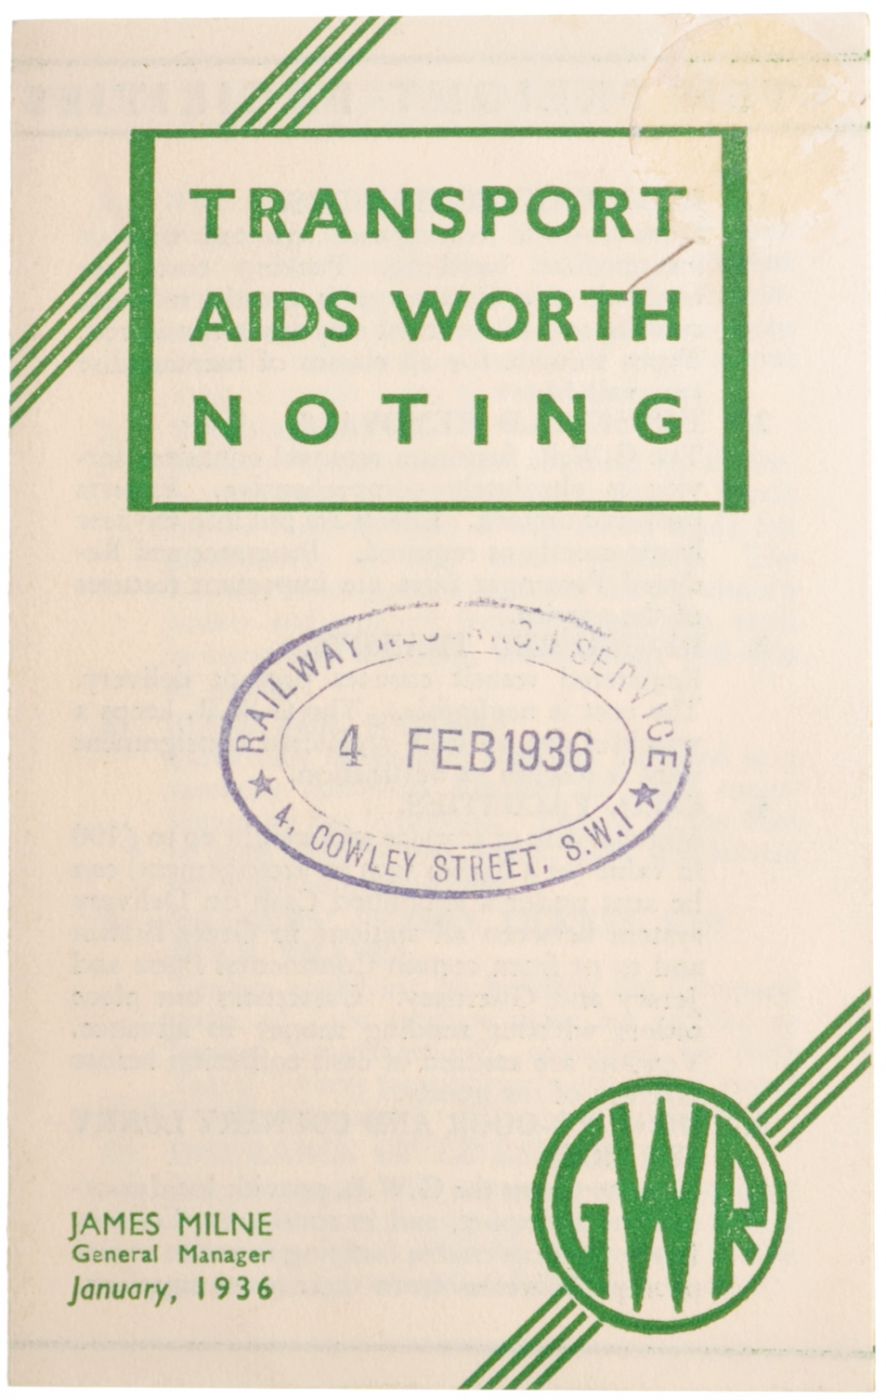 TRANSPORT
AIDS WORTH
NOTING
RAILWAY SERVICE
4 FEB 1936
4, COWLEY STREET, S.W.1
GWR
JAMES MILNE
General Manager
January, 1936